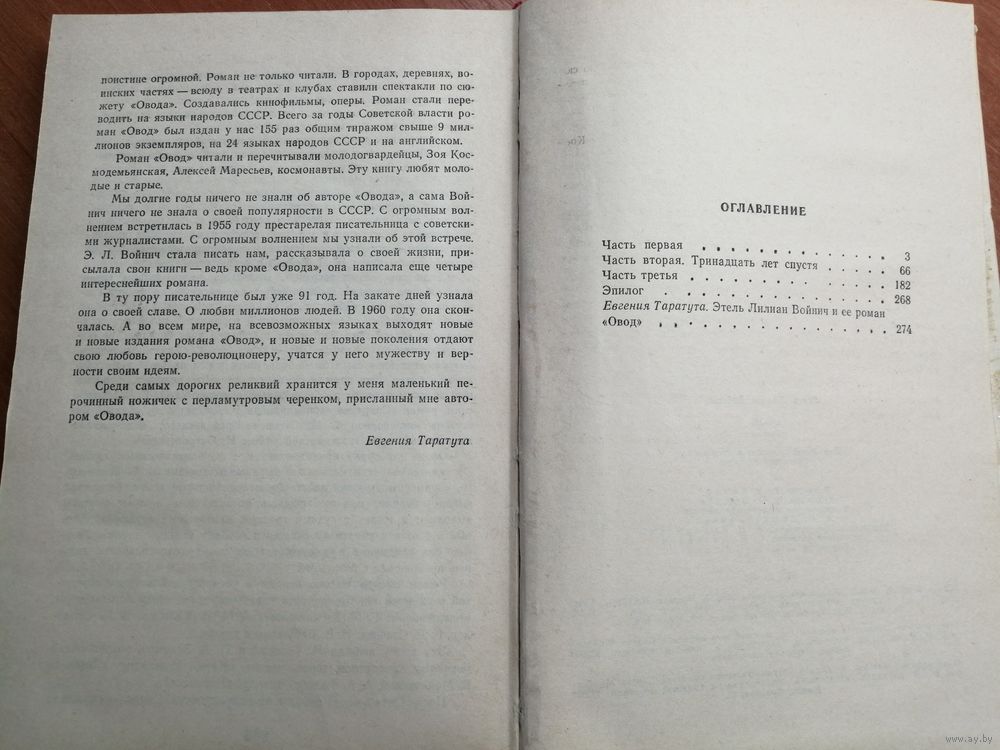 поистине огромной. Роман не только читали. В городах, деревнях, во-
инских частях — всюду в театрах и клубах ставили спектакли по сю-
жету «Овода». Создавались кинофильмы, оперы. Роман стали пере-
водить на языки народов СССР. Всего за годы Советской власти ро-
ман «Овод» был издан у нас 155 раз общим тиражом свыше 9 мил-
лионов экземпляров, на 24 языках народов СССР и на английском.
Роман «Овод» читали и перечитывали молодогвардейцы, Зоя Кос-
модемьянская, Алексей Маресьев, космонавты. Эту книгу любят моло-
дые и старые.
Мы долгие годы ничего не знали об авторе «Овода», а сама Вой-
нич ничего не знала о своей популярности в СССР. С огромным вол-
нением встретилась в 1955 году престарелая писательница с советски-
ми журналистами. С огромным волнением мы узнали об этой встрече.
Э. Л. Войнич стала писать нам, рассказывала о своей жизни, при-
сылала свои книги — ведь кроме «Овода», она написала еще четыре
интереснейших романа.
В ту пору писательнице был уже 91 год. На закате дней узнала
она о своей славе. О любви миллионов людей. В 1960 году она скон-
чалась. А во всем мире, на всевозможных языках выходят новые
и новые издания романа «Овод», и новые и новые поколения отдают
свою любовь герою-революционеру, учатся у него мужеству и вер-
ности своим идеям.
Среди самых дорогих реликвий хранится у меня маленький пе-
рочинный ножичек с перламутровым черенком, присланный мне авто-
ром «Овода».
Евгения Таратута
ОГЛАВЛЕНИЕ
Часть первая . . . . . . . . . . . 3
Часть вторая. Тринадцать лет спустя . . . . . 66
Часть третья . . . . . . . . . . . 182
Эпилог . . . . . . . . . . . . 268
Евгения Таратута. Этель Лилиан Войнич и ее роман
«Овод» . . . . . . . . . . . . 274
www.ay.by